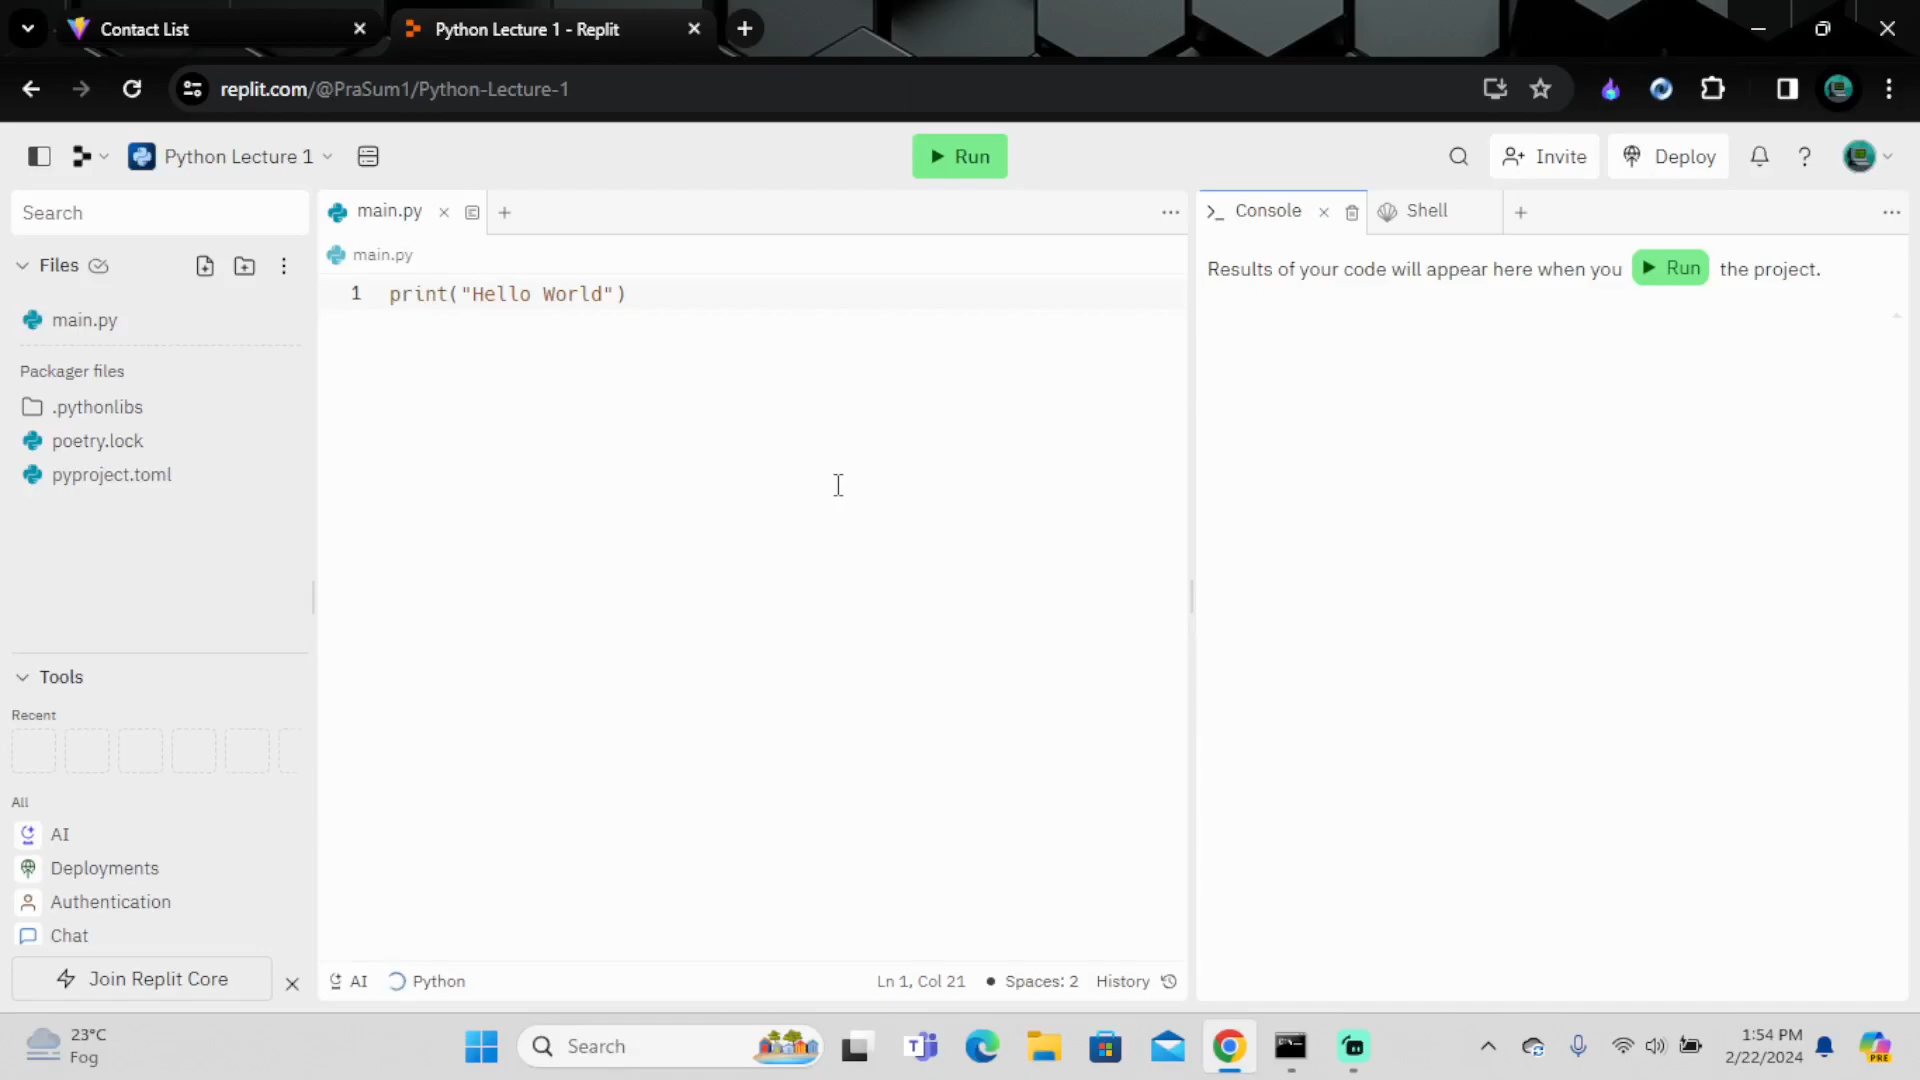 Contact List
Python Lecture 1 - Replit
replit.com/@PraSum1/Python-Lecture-1
Python Lecture 1
Run
Invite
Deploy
Search
main.py
Console
Shell
Files
main.py
Results of your code will appear here when you Run the project.
1 print("Hello World")
main.py
Packager files
.pythonlibs
poetry.lock
pyproject.toml
Tools
Recent
All
AI
Deployments
Authentication
Chat
Join Replit Core
AI
Python
Ln 1, Col 21
Spaces: 2
History
23°C
Fog
Search
1:54 PM
2/22/2024
PRE